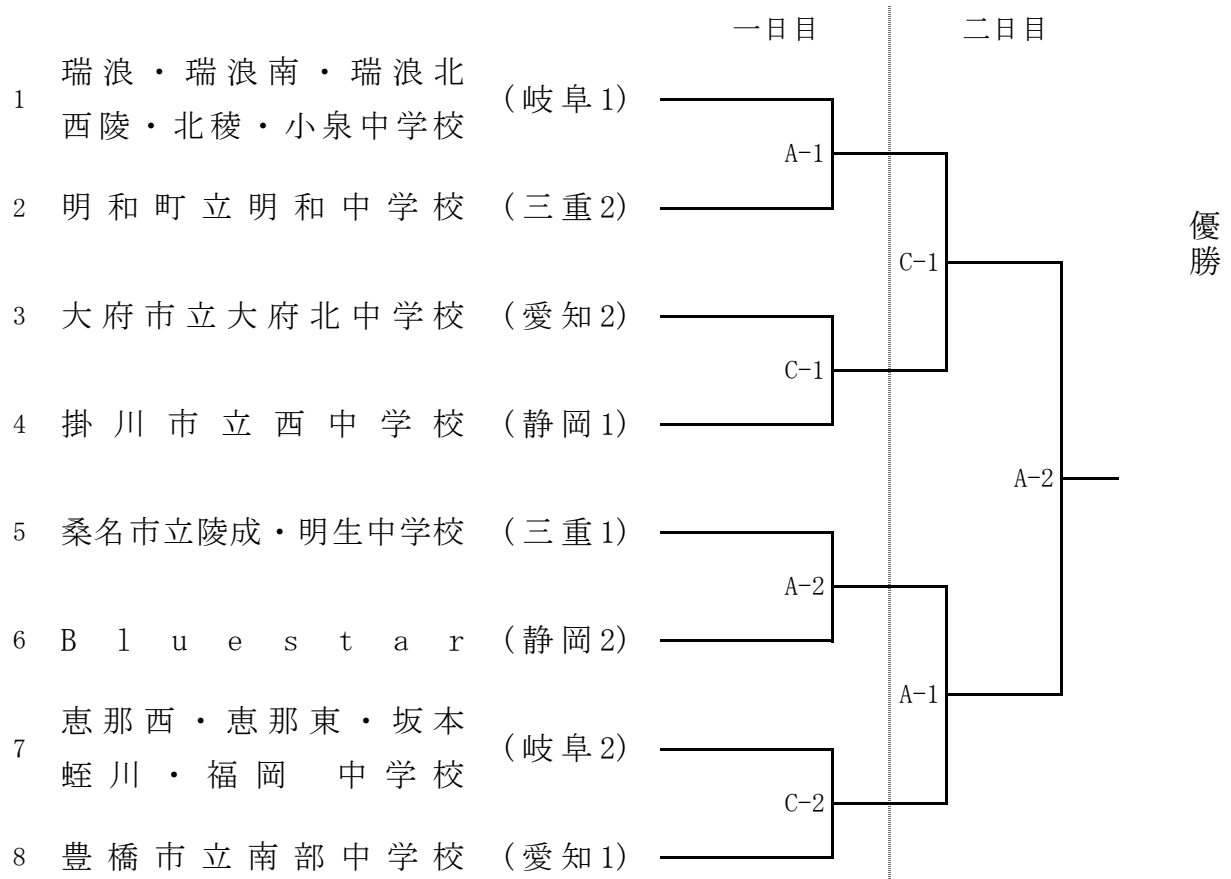 一日目 二日目
1 瑞浪・瑞浪南・瑞浪北 (岐阜1)
西陵・北稜・小泉中学校
A-1
2 明和町立明和中学校 (三重2)
優勝
C-1
3 大府市立大府北中学校 (愛知2)
C-1
4 掛川市立西中学校 (静岡1)
A-2
5 桑名市立陵成・明生中学校 (三重1)
A-2
6 Bluestar (静岡2)
A-1
7 恵那西・恵那東・坂本 (岐阜2)
蛭川・福岡 中学校
C-2
8 豊橋市立南部中学校 (愛知1)